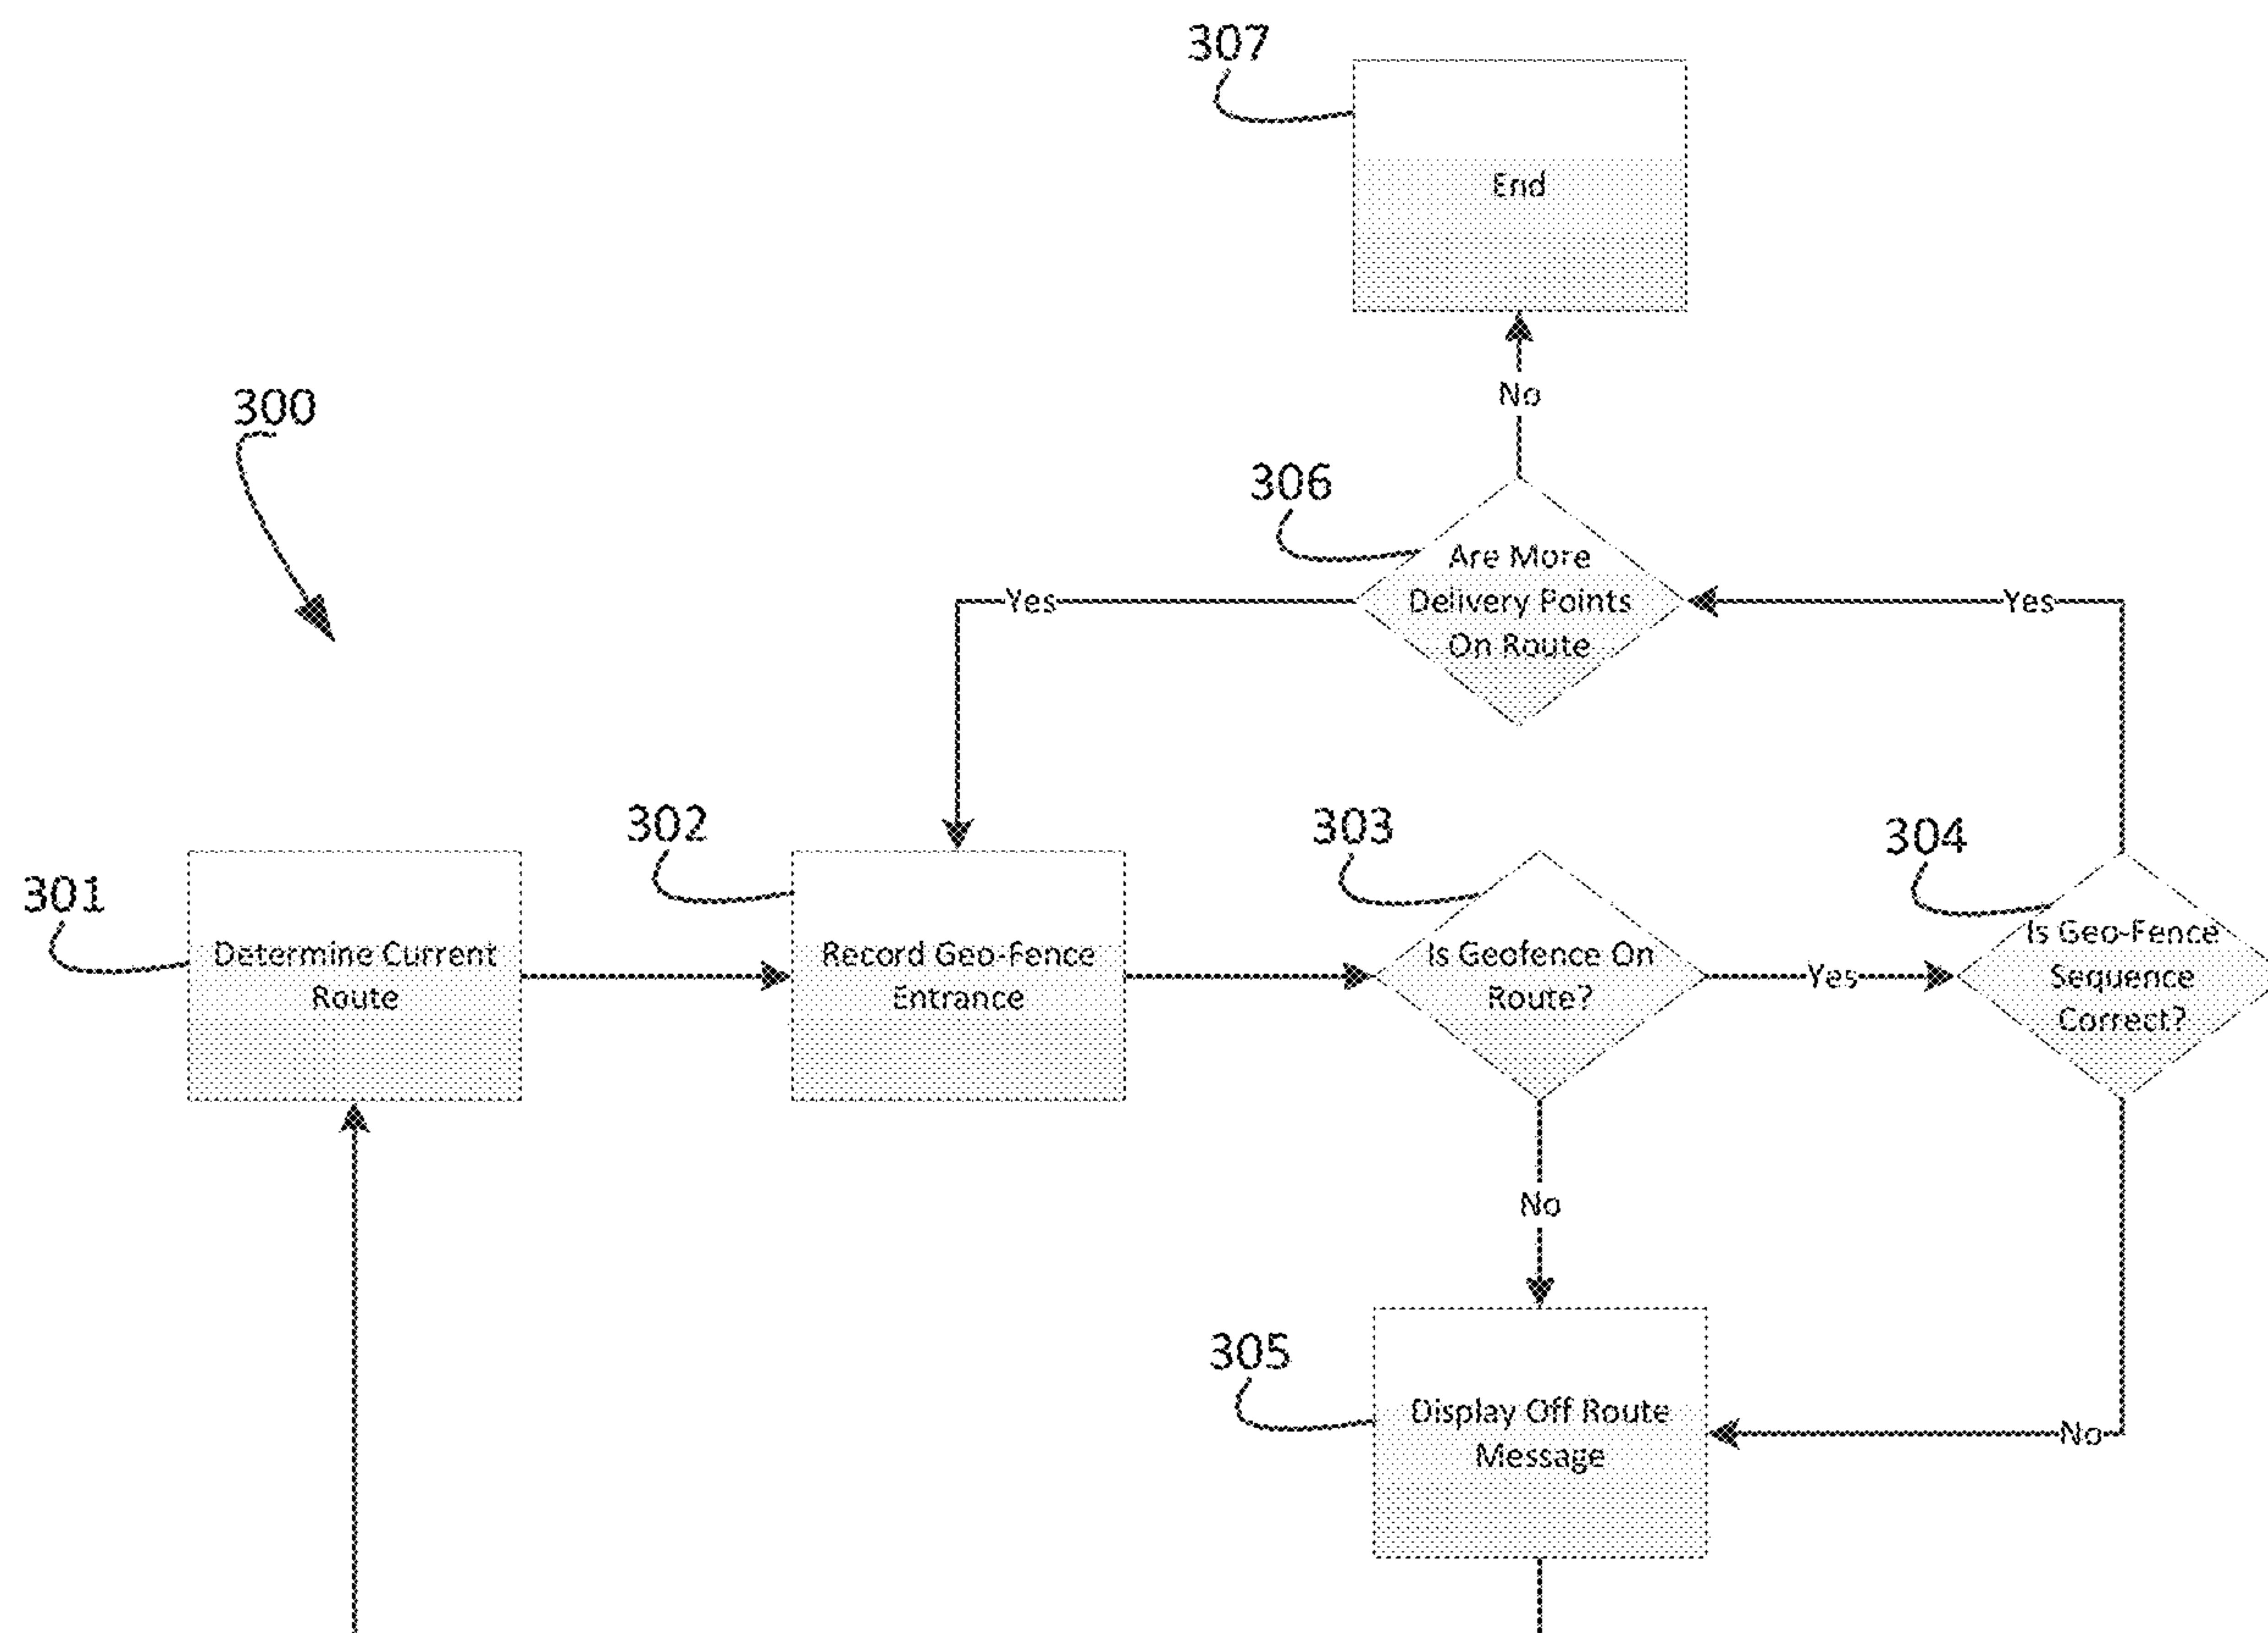 307
End
No
300
306
Are More
Delivery Points
On Route
Yes
Yes
301
Determine Current
Route
302
Record Geo-Fence
Entrance
303
Is Geofence On
Route?
Yes
304
Is Geo-Fence
Sequence
Correct?
No
305
Display Off Route
Message
No